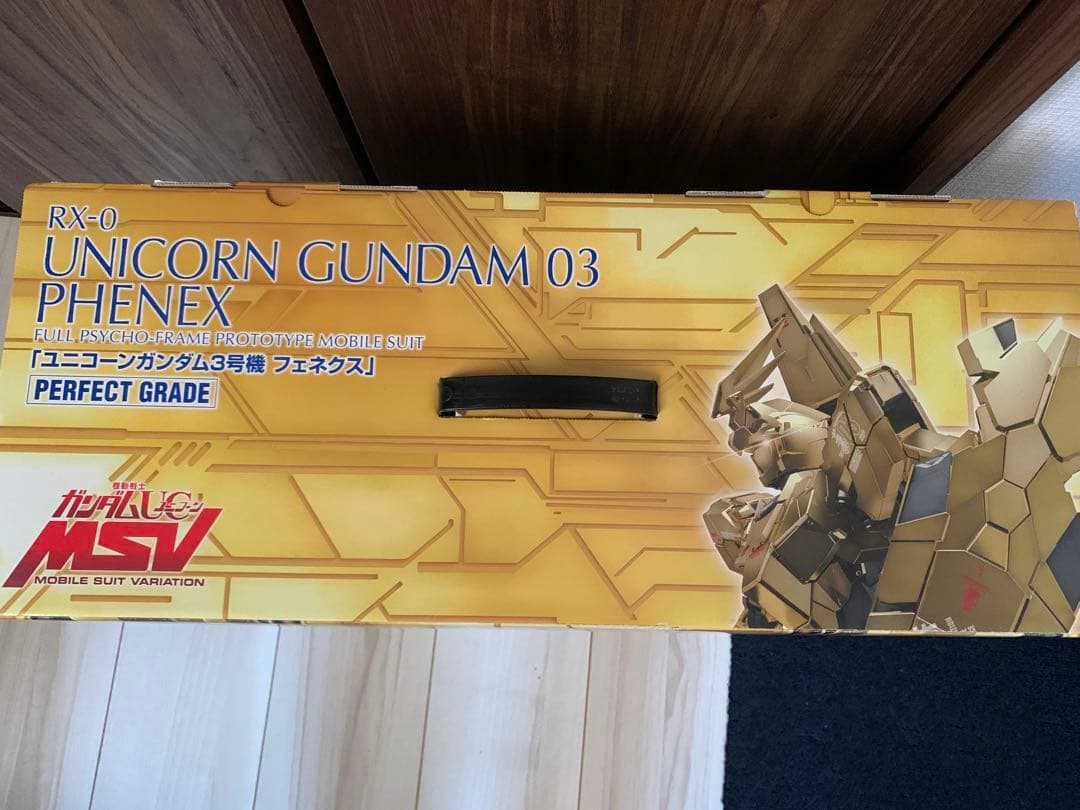 RX-0
UNICORN GUNDAM 03
PHENEX
FULL PSYCHO-FRAME PROTOTYPE MOBILE SUIT
「ユニコーンガンダム3号機 フェネクス」
PERFECT GRADE
機動戦士
ガンダムUC
ユニコーン
MSV
MOBILE SUIT VARIATION